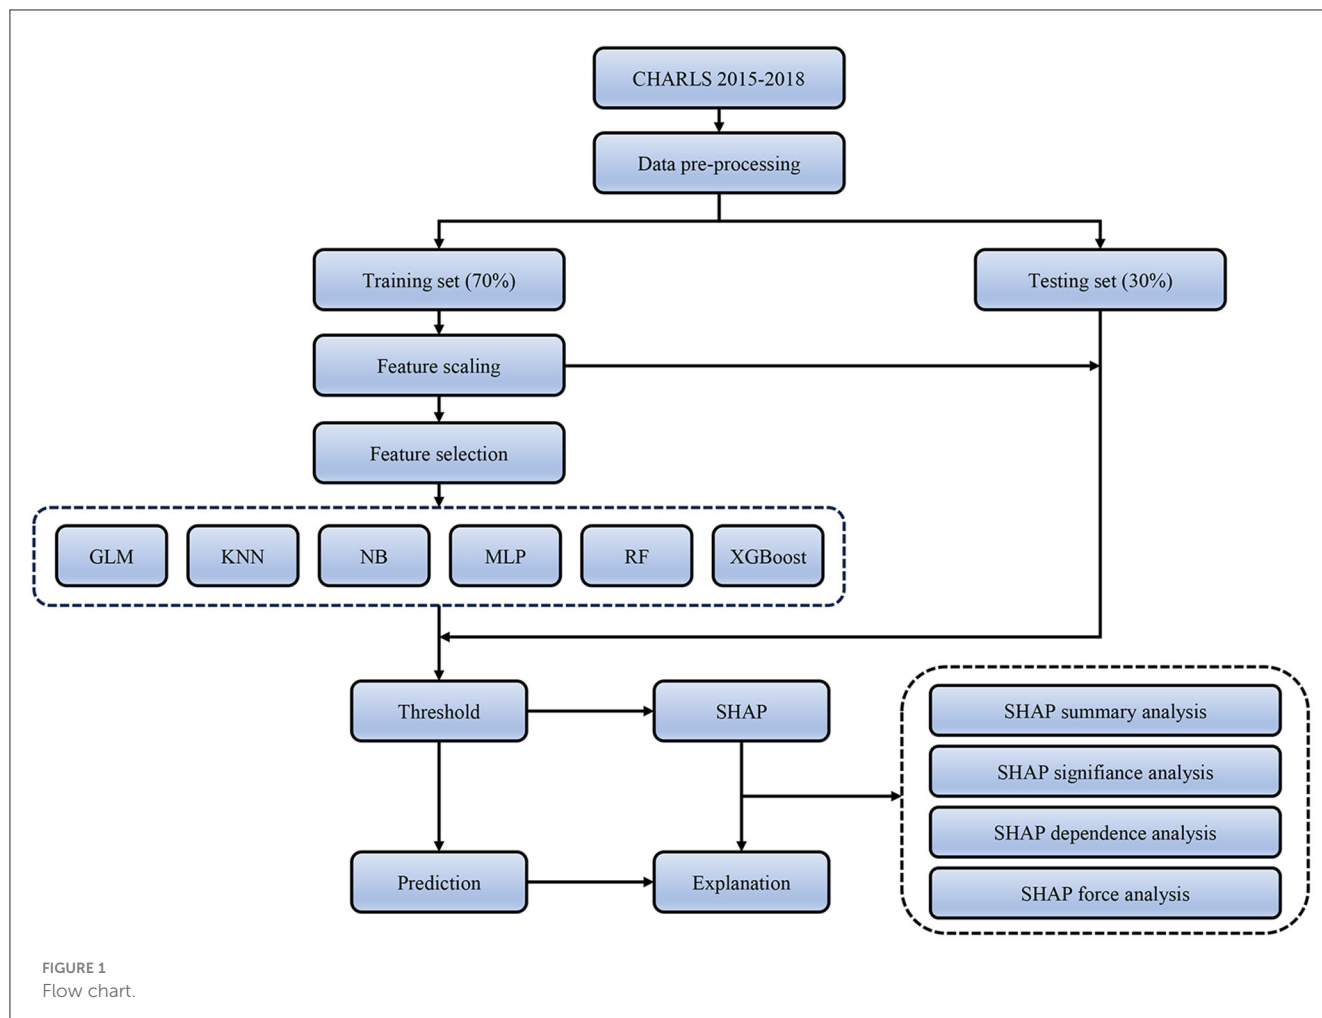 CHARLS 2015-2018
Data pre-processing
Training set (70%)
Testing set (30%)
Feature scaling
Feature selection
GLM
KNN
NB
MLP
RF
XGBoost
Threshold
SHAP
SHAP summary analysis
SHAP signifiance analysis
SHAP dependence analysis
SHAP force analysis
Prediction
Explanation
FIGURE 1
Flow chart.